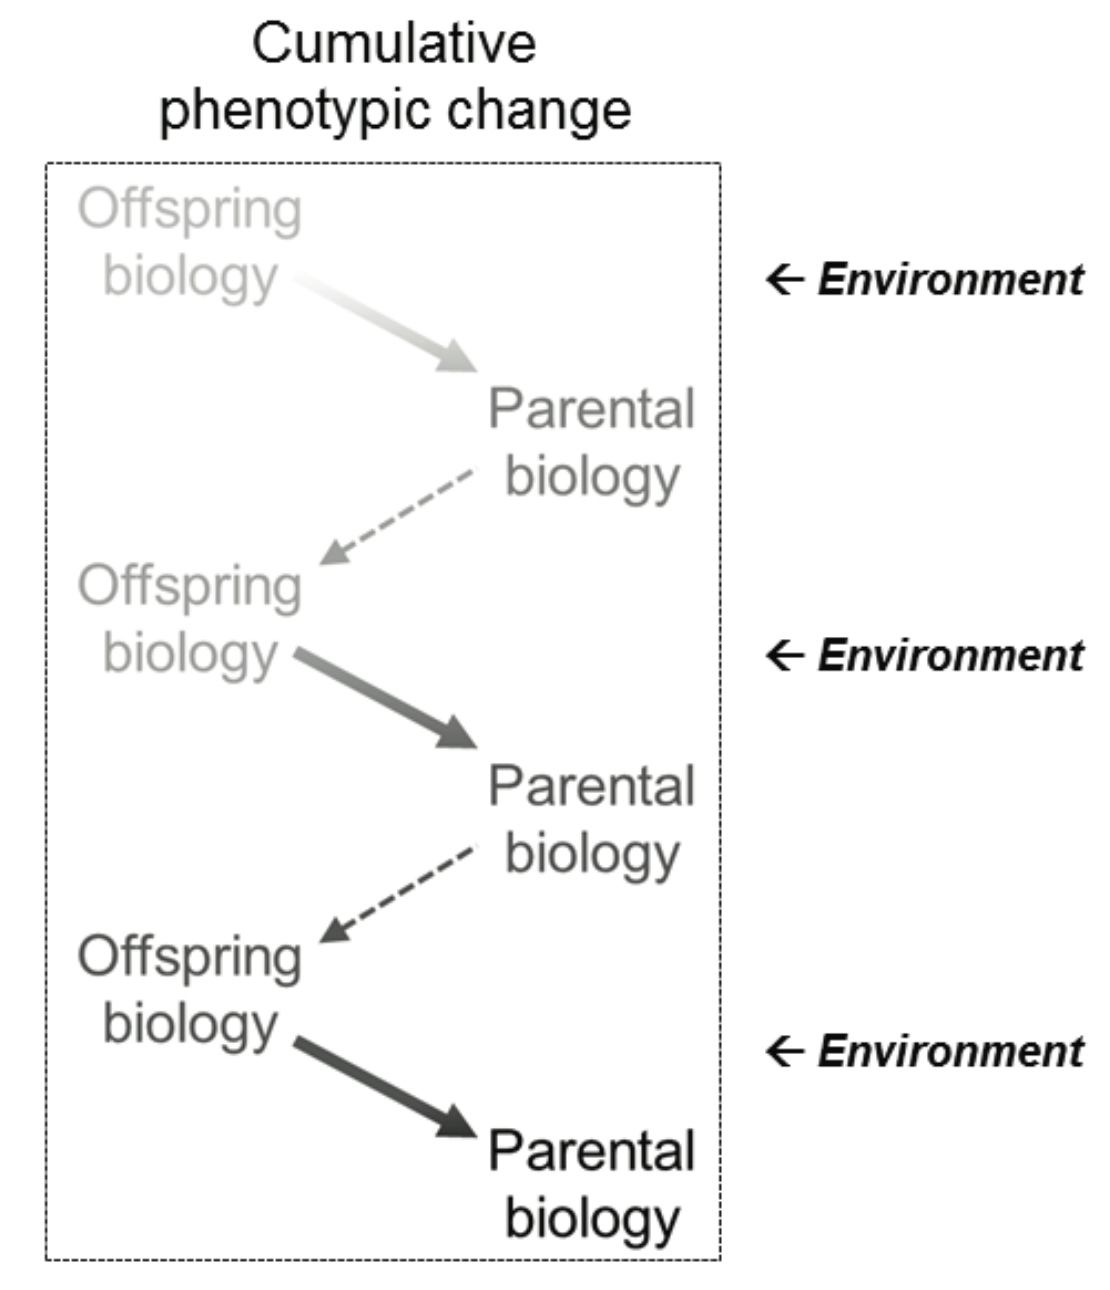 Cumulative
phenotypic change
Offspring
biology
← Environment
Parental
biology
Offspring
biology
← Environment
Parental
biology
Offspring
biology
← Environment
Parental
biology